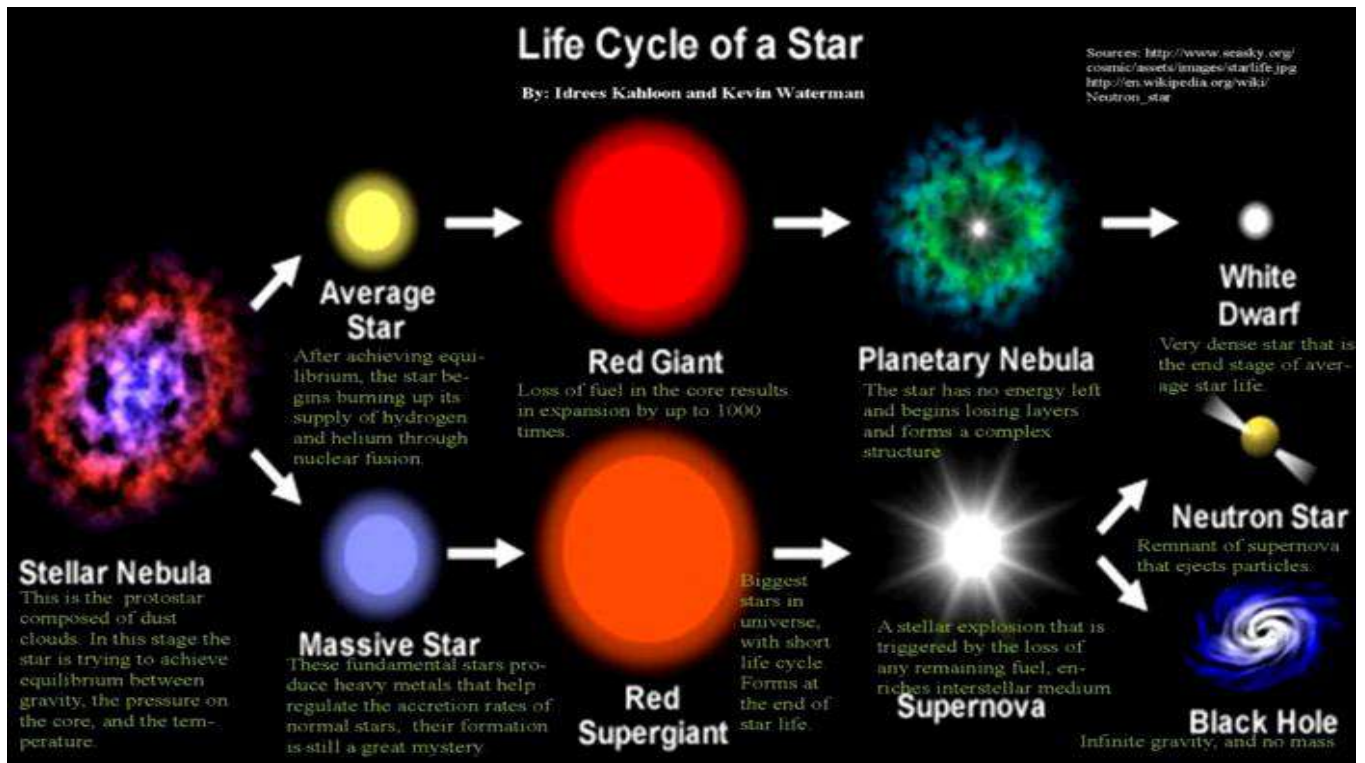 Life Cycle of a Star
By: Idrees Kahloon and Kevin Waterman
Sources: http://www.seasky.org/
cosmic/assets/images/starlife.jpg
http://en.wikipedia.org/wiki/
Neutron_star
Stellar Nebula
This is the protostar
composed of dust
clouds. In this stage the
star is trying to achieve
equilibrium between
gravity, the pressure on
the core, and the tem-
perature.
Average
Star
After achieving equi-
librium, the star be-
gins burning up its
supply of hydrogen
and helium through
nuclear fusion.
Red Giant
Loss of fuel in the core results
in expansion by up to 1000
times.
Planetary Nebula
The star has no energy left
and begins losing layers
and forms a complex
structure
White
Dwarf
Very dense star that is
the end stage of aver-
age star life.
Massive Star
These fundamental stars pro-
duce heavy metals that help
regulate the accretion rates of
normal stars, their formation
is still a great mystery
Red
Supergiant
Biggest
stars in
universe,
with short
life cycle
Forms at
the end of
star life.
A stellar explosion that is
triggered by the loss of
any remaining fuel, en-
riches interstellar medium
Supernova
Neutron Star
Remnant of supernova
that ejects particles.
Black Hole
Infinite gravity, and no mass